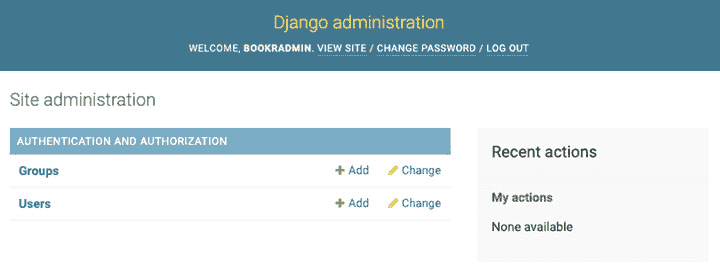 Django administration
WELCOME, BOOKRADMIN. VIEW SITE / CHANGE PASSWORD / LOG OUT
Site administration
AUTHENTICATION AND AUTHORIZATION
Groups + Add Change
Users + Add Change
Recent actions
My actions
None available